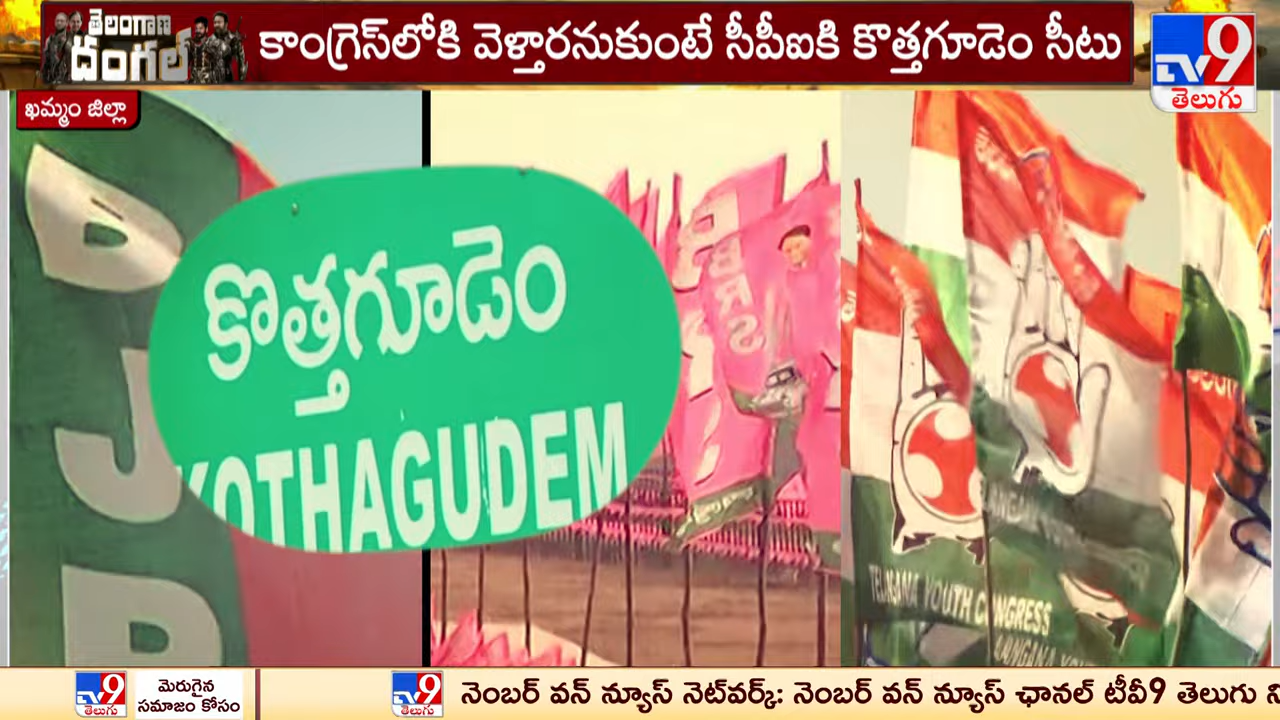 తెలంగాణ
దంగల్
కాంగ్రెస్‌లోకి వెళ్తారనుకుంటే సీపీఐకి కొత్తగూడెం సీటు
TV9
తెలుగు
ఖమ్మం జిల్లా
కొత్తగూడెం
KOTHAGUDEM
BJP
TELANGANA YOUTH CONGRESS
TV9
తెలుగు
మెరుగైన
సమాజం కోసం
TV9
తెలుగు
నెంబర్ వన్ న్యూస్ నెట్‌వర్క్: నెంబర్ వన్ న్యూస్ ఛానల్ టీవీ9 తెలుగు